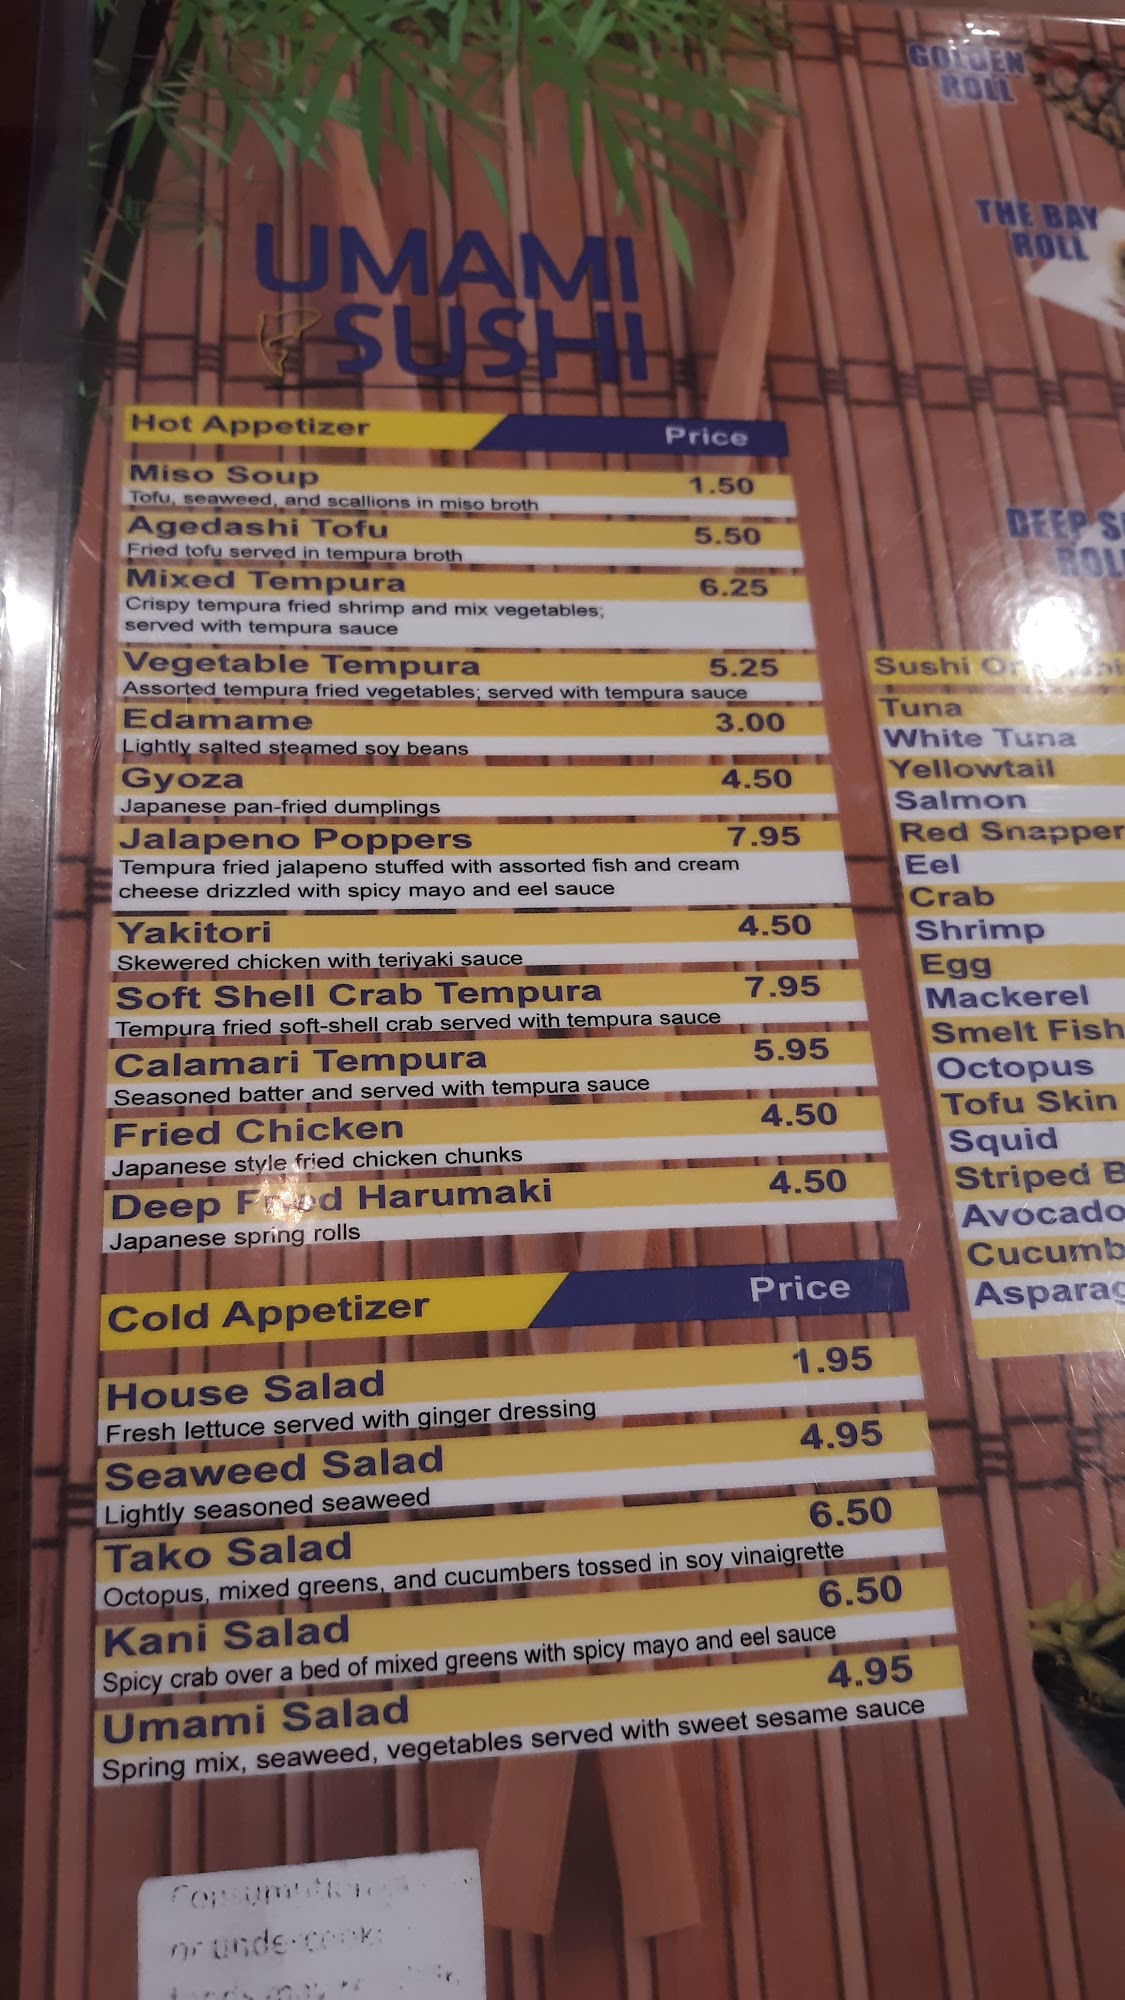 UMAMI
SUSHI
Hot Appetizer Price
Miso Soup 1.50
Tofu, seaweed, and scallions in miso broth
Agedashi Tofu 5.50
Fried tofu served in tempura broth
Mixed Tempura 6.25
Crispy tempura fried shrimp and mix vegetables;
served with tempura sauce
Vegetable Tempura 5.25
Assorted tempura fried vegetables; served with tempura sauce
Edamame 3.00
Lightly salted steamed soy beans
Gyoza 4.50
Japanese pan-fried dumplings
Jalapeno Poppers 7.95
Tempura fried jalapeno stuffed with assorted fish and cream
cheese drizzled with spicy mayo and eel sauce
Yakitori 4.50
Skewered chicken with teriyaki sauce
Soft Shell Crab Tempura 7.95
Tempura fried soft-shell crab served with tempura sauce
Calamari Tempura 5.95
Seasoned batter and served with tempura sauce
Fried Chicken 4.50
Japanese style fried chicken chunks
Deep Fried Harumaki 4.50
Japanese spring rolls
Cold Appetizer Price
House Salad 1.95
Fresh lettuce served with ginger dressing
Seaweed Salad 4.95
Lightly seasoned seaweed
Tako Salad 6.50
Octopus, mixed greens, and cucumbers tossed in soy vinaigrette
Kani Salad 6.50
Spicy crab over a bed of mixed greens with spicy mayo and eel sauce
Umami Salad 4.95
Spring mix, seaweed, vegetables served with sweet sesame sauce
GOLDEN
ROLL
THE BAY
ROLL
DEEP
Sushi
Tuna
White Tuna
Yellowtail
Salmon
Red Snapper
Eel
Crab
Shrimp
Egg
Mackerel
Smelt Fish
Octopus
Tofu Skin
Squid
Striped
Avocado